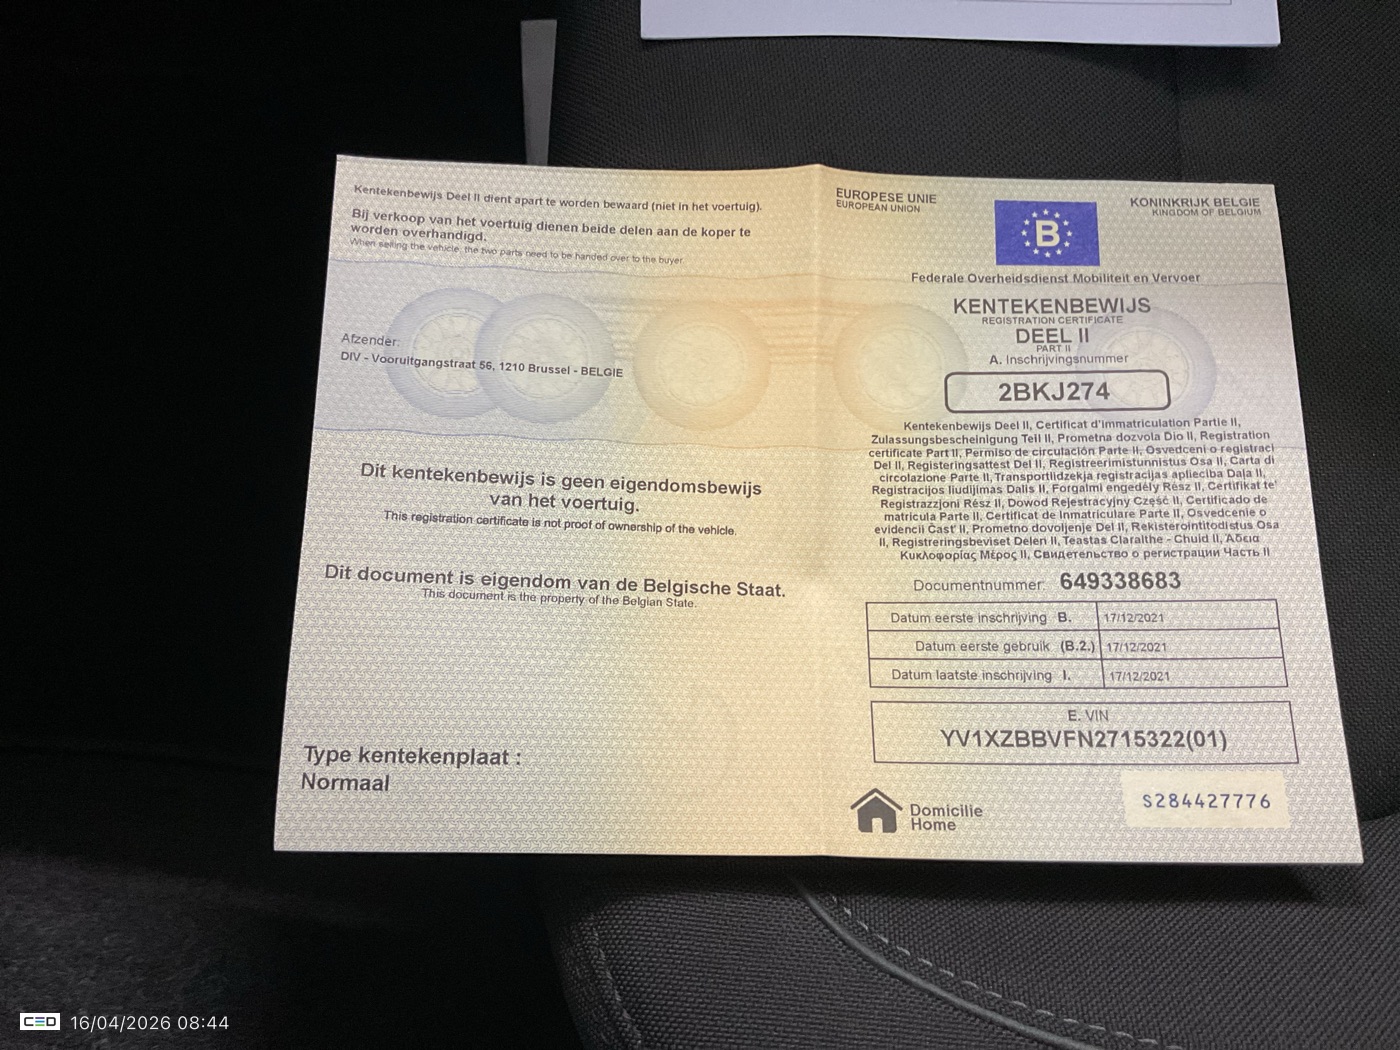 Kentekenbewijs Deel II dient apart te worden bewaard (niet in het voertuig).
Bij verkoop van het voertuig dienen beide delen aan de koper te
worden overhandigd.
When selling the vehicle, the two parts need to be handed over to the buyer.
Afzender:
DIV - Vooruitgangstraat 56, 1210 Brussel - BELGIE
Dit kentekenbewijs is geen eigendomsbewijs
van het voertuig.
This registration certificate is not proof of ownership of the vehicle.
Dit document is eigendom van de Belgische Staat.
This document is the property of the Belgian State.
Type kentekenplaat :
Normaal
EUROPESE UNIE
EUROPEAN UNION
B
KONINKRIJK BELGIE
KINGDOM OF BELGIUM
Federale Overheidsdienst Mobiliteit en Vervoer
KENTEKENBEWIJS
REGISTRATION CERTIFICATE
DEEL II
PART II
A. Inschrijvingsnummer
2BKJ274
Kentekenbewijs Deel II, Certificat d'immatriculation Partie II,
Zulassungsbescheinigung Teil II, Prometna dozvola Dio II, Registration
certificate Part II, Permiso de circulación Parte II, Osvedceni o registraci
Del II, Registeringsattest Del II, Registreerimistunnistus Osa II, Carta di
circolazione Parte II, Transportlidzekja registracijas aplieciba Dala II,
Registracijos liudijimas Dalis II, Forgalmi engedély Rész II, Certifikat te'
Registrazzjoni Rész II, Dowod Rejestracyjny Część II, Certificado de
matricula Parte II, Certificat de Inmatriculare Parte II, Osvedcenie o
evidencii Čast' II, Prometno dovoljenje Del II, Rekisterointitodistus Osa
II, Registreringsbeviset Delen II, Teastas Claraithe - Chuid II, Άδεια
Κυκλοφορίας Μέρος II, Свидетельство о регистрации Часть II
Documentnummer: 649338683
Datum eerste inschrijving B. 17/12/2021
Datum eerste gebruik (B.2.) 17/12/2021
Datum laatste inschrijving I. 17/12/2021
E. VIN
YV1XZBBVFN2715322(01)
Domicilie
Home
S284427776
CED 16/04/2026 08:44